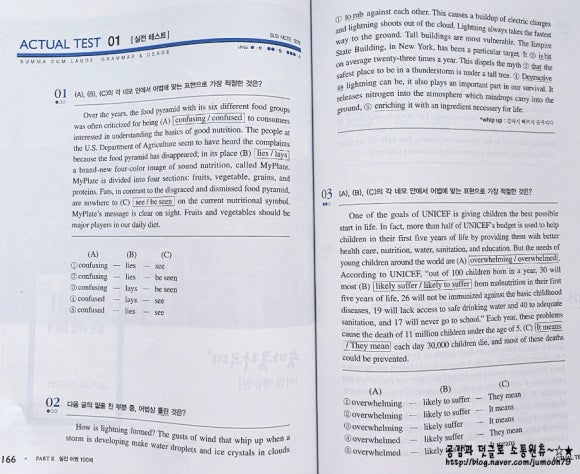 ACTUAL TEST 01 [실전 테스트]
SUMMA CUM LAUDE GRAMMAR & USAGE
01 (A), (B), (C)의 각 네모 안에서 어법에 맞는 표현으로 가장 적절한 것은?
Over the years, the food pyramid with its six different food groups
was often criticized for being (A) confusing / confused to consumers
interested in understanding the basics of good nutrition. The people at
the U.S. Department of Agriculture seem to have heard the complaints
because the food pyramid has disappeared; in its place (B) lies / lays
a brand-new four-color image of sound nutrition, called MyPlate.
MyPlate is divided into four sections: fruits, vegetable, grains, and
proteins. Fats, in contrast to the disgraced and dismissed food pyramid,
are nowhere to (C) see / be seen on the current nutritional symbol.
MyPlate's message is clear on sight. Fruits and vegetables should be
major players in our daily diet.
(A) (B) (C)
① confusing — lies — see
② confusing — lies — be seen
③ confusing — lays — be seen
④ confused — lays — see
⑤ confused — lies — see
02 다음 글의 밑줄 친 부분 중, 어법상 틀린 것은?
How is lightning formed? The gusts of wind that whip up when a
storm is developing make water droplets and ice crystals in clouds
166 PART II 실전 어법 100제
① to rub against each other. This causes a buildup of electric charges
and lightning shoots out of the cloud. Lightning always takes the fastest
way to the ground. Tall buildings are most vulnerable. The Empire
State Building, in New York, has been a particular target. It ② is hit
on average twenty-three times a year. This dispels the myth ③ that the
safest place to be in a thunderstorm is under a tall tree. ④ Destructive
as lightning can be, it also plays an important part in our survival. It
releases nitrogen into the atmosphere which raindrops carry into the
ground, ⑤ enriching it with an ingredient necessary for life.
*whip up : 갑자기 빠르게 움직이다
03 (A), (B), (C)의 각 네모 안에서 어법에 맞는 표현으로 가장 적절한 것은?
One of the goals of UNICEF is giving children the best possible
start in life. In fact, more than half of UNICEF's budget is used to help
children in their first five years of life by providing them with better
health care, nutrition, water, sanitation, and education. But the needs of
young children around the world are (A) overwhelming / overwhelmed.
According to UNICEF, "out of 100 children born in a year, 30 will
most (B) likely suffer / likely to suffer from malnutrition in their first
five years of life, 26 will not be immunized against the basic childhood
diseases, 19 will lack access to safe drinking water and 40 to adequate
sanitation, and 17 will never go to school." Each year, these problems
cause the death of 11 million children under the age of 5. (C) It means
/ They mean each day 30,000 children die, and most of these deaths
could be prevented.
(A) (B) (C)
① overwhelming — likely to suffer — They mean
② overwhelming — likely suffer — It means
③ overwhelming — likely to suffer — It means
④ overwhelmed — likely suffer — They mean
⑤ overwhelmed — likely to suffer — It means
공감과 덧글로 소통원츄~☆★
http://blog.naver.com/jumoon79